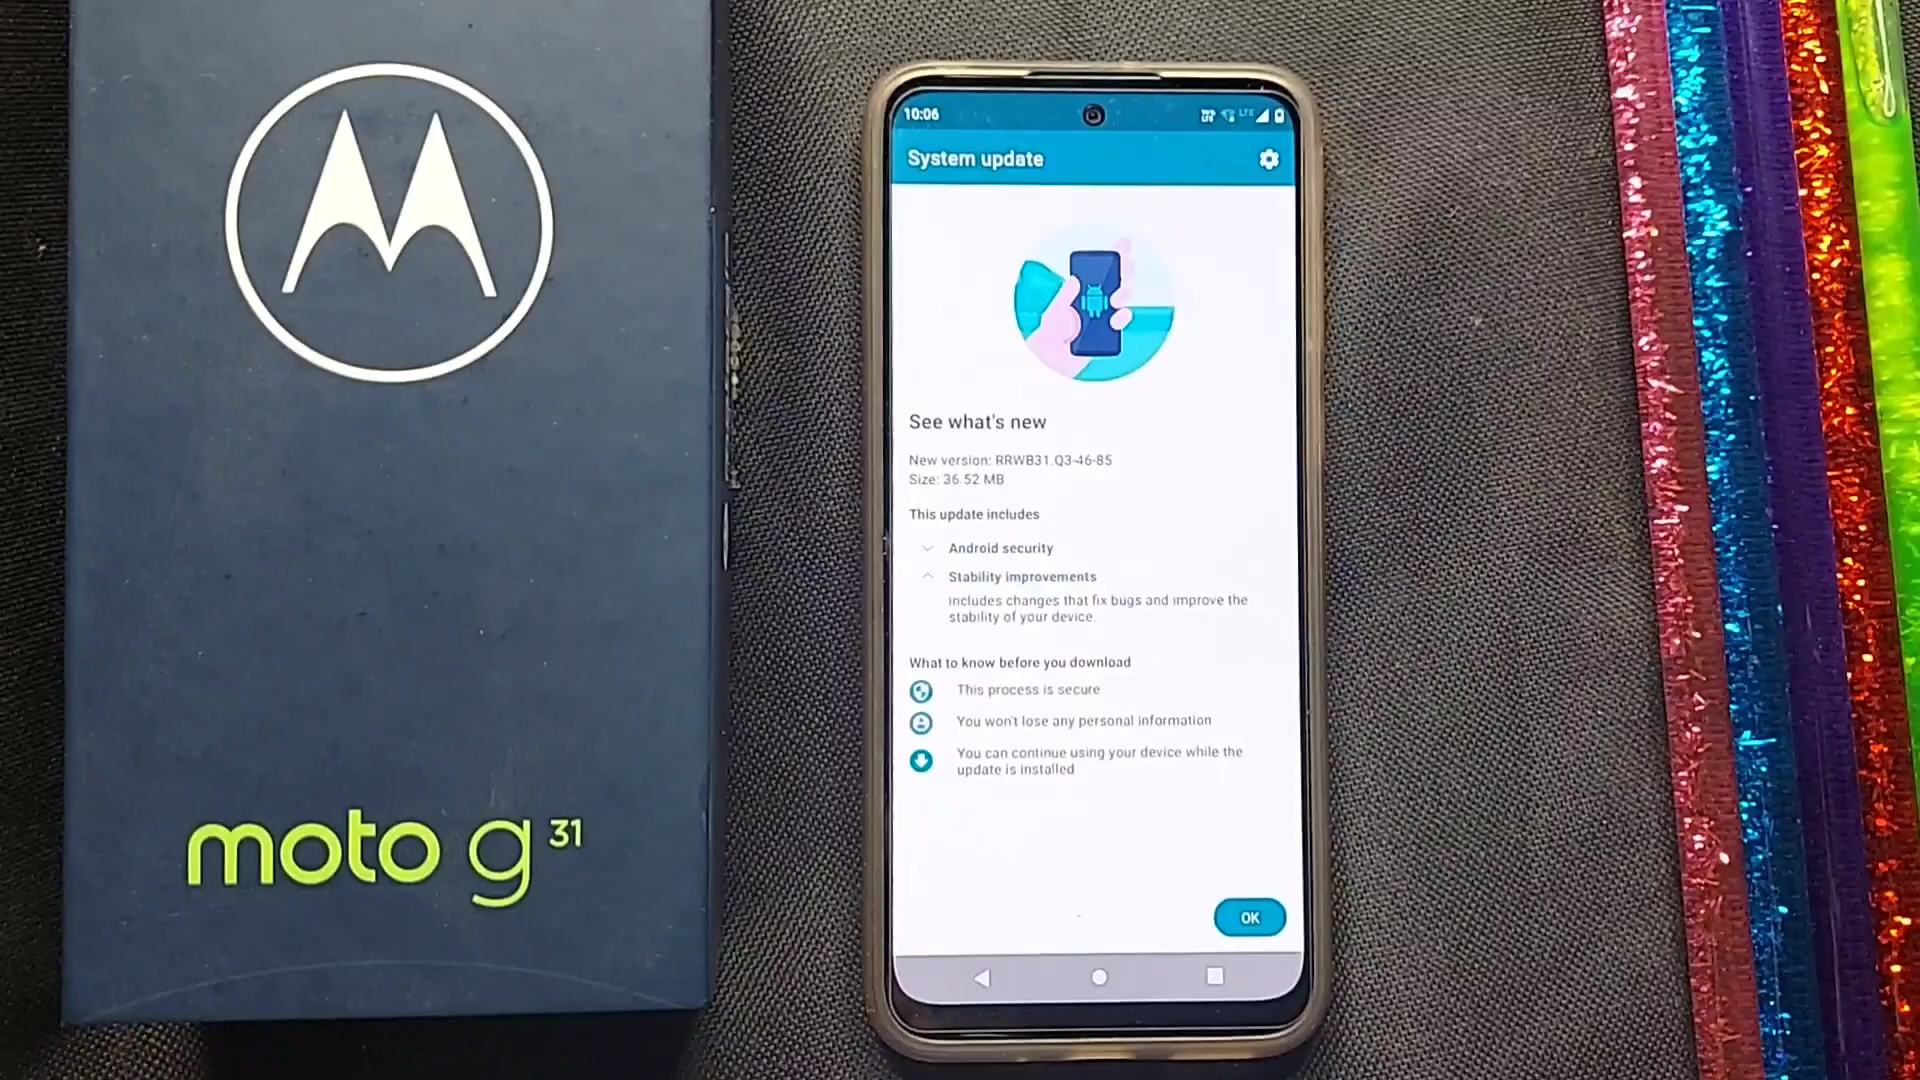 moto g 31
10:06
LTE
System update
See what's new
New version: RRWB31.Q3-46-85
Size: 36.52 MB
This update includes
Android security
Stability improvements
includes changes that fix bugs and improve the
stability of your device.
What to know before you download
This process is secure
You won't lose any personal information
You can continue using your device while the
update is installed
OK